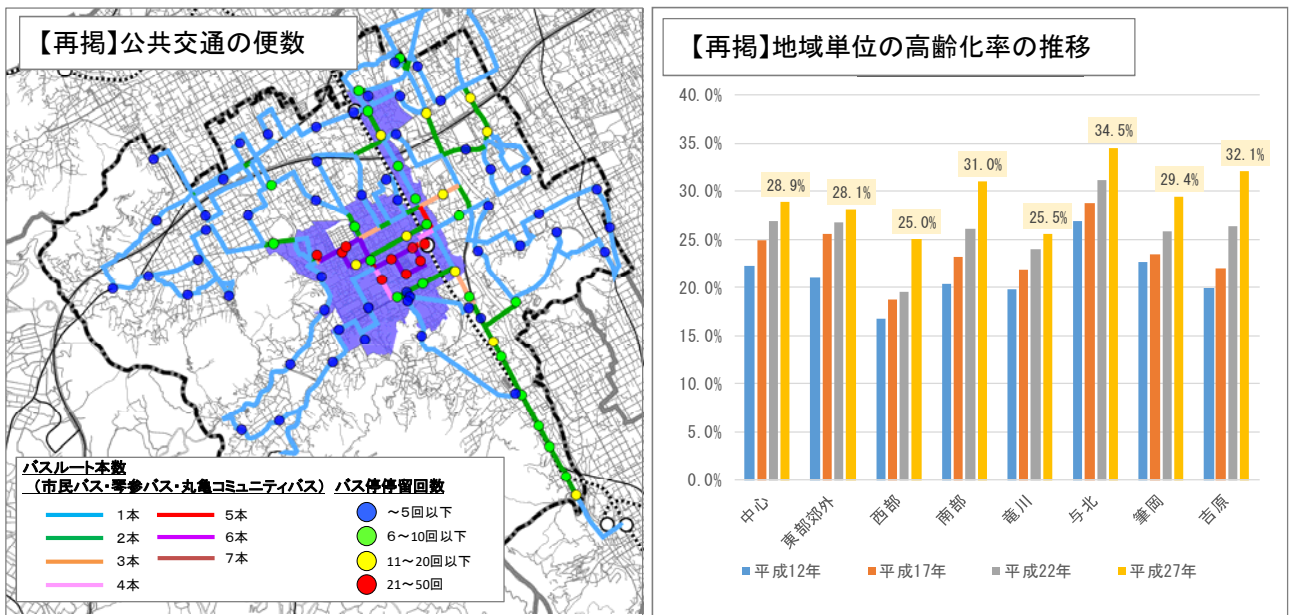 【再掲】公共交通の便数
バスルート本数
(市民バス・琴参バス・丸亀コミュニティバス)
1本
2本
3本
4本
5本
6本
7本
バス停停留回数
～5回以下
6～10回以下
11～20回以下
21～50回
【再掲】地域単位の高齢化率の推移
40.0%
35.0%
30.0%
25.0%
20.0%
15.0%
10.0%
5.0%
0.0%
28.9%
28.1%
25.0%
31.0%
25.5%
34.5%
29.4%
32.1%
中心
東部郊外
西部
南部
竜川
与北
筆岡
吉原
平成12年
平成17年
平成22年
平成27年